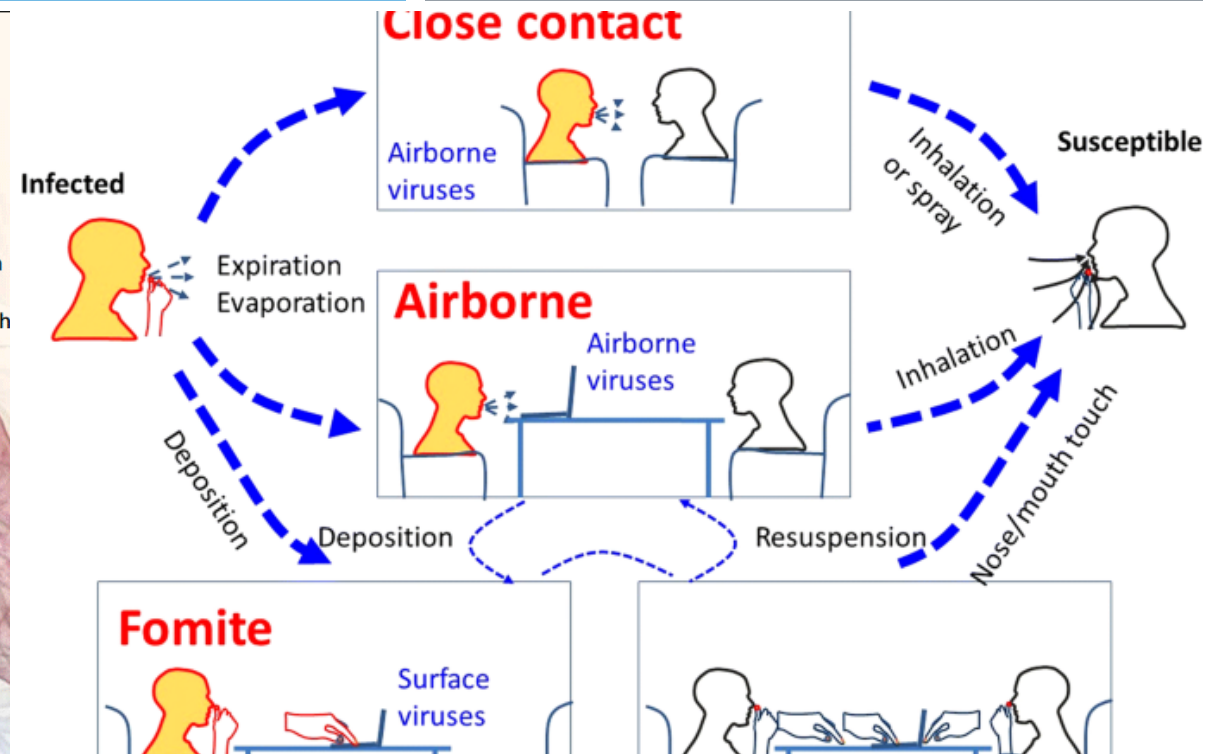 Close contact
Airborne
viruses
Inhalation
or spray
Susceptible
Infected
Expiration
Evaporation
Airborne
Airborne
viruses
Inhalation
Deposition
Deposition
Resuspension
Nose/mouth touch
Fomite
Surface
viruses
h